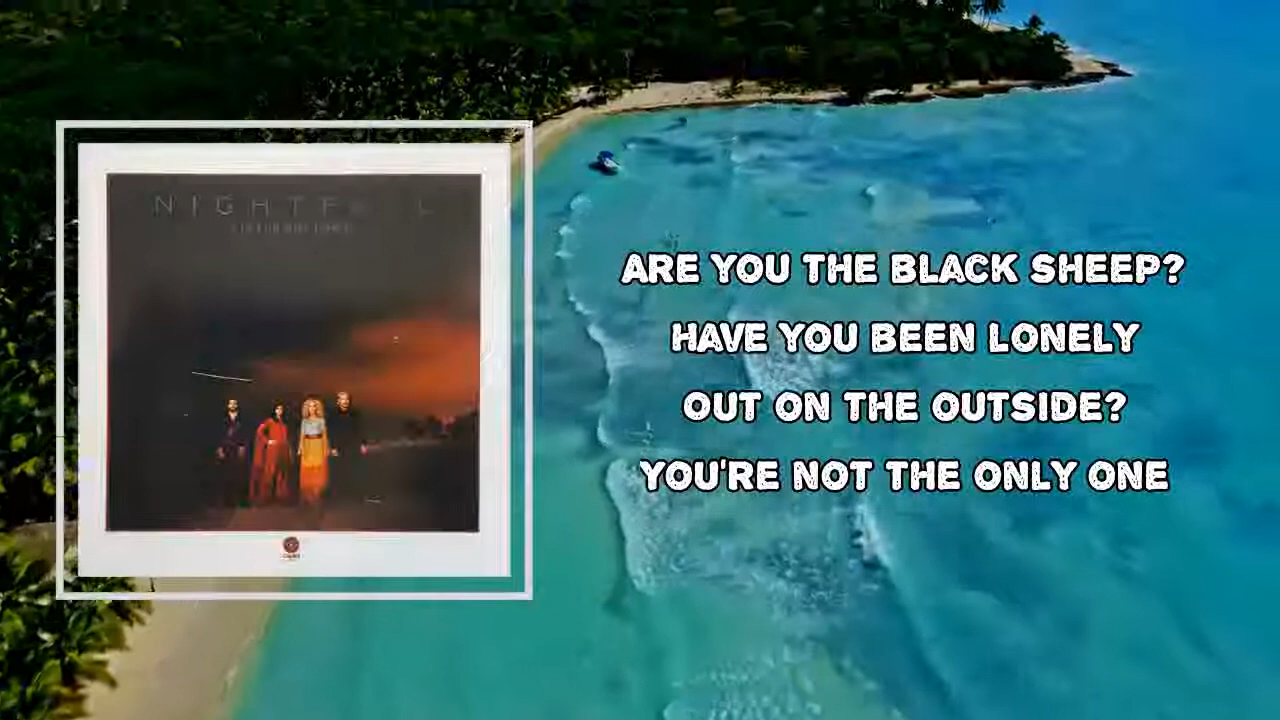 NIGHTFALL
ARE YOU THE BLACK SHEEP?
HAVE YOU BEEN LONELY
OUT ON THE OUTSIDE?
YOU'RE NOT THE ONLY ONE